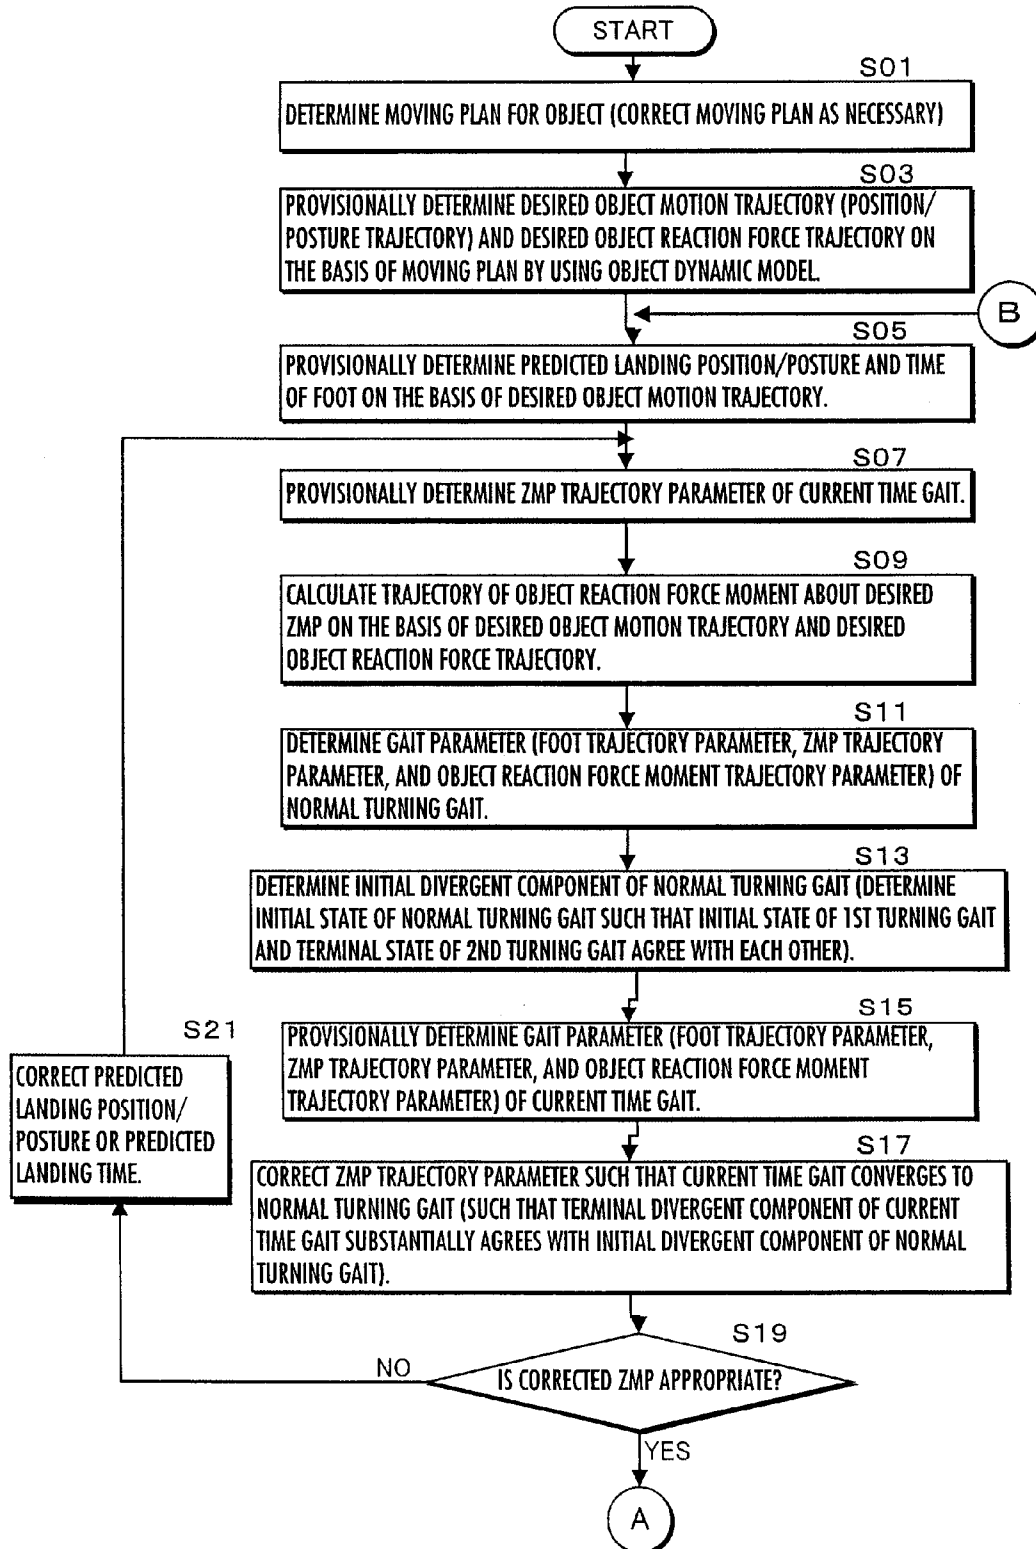 START
S01
DETERMINE MOVING PLAN FOR OBJECT (CORRECT MOVING PLAN AS NECESSARY)
S03
PROVISIONALLY DETERMINE DESIRED OBJECT MOTION TRAJECTORY (POSITION/
POSTURE TRAJECTORY) AND DESIRED OBJECT REACTION FORCE TRAJECTORY ON
THE BASIS OF MOVING PLAN BY USING OBJECT DYNAMIC MODEL.
B
S05
PROVISIONALLY DETERMINE PREDICTED LANDING POSITION/POSTURE AND TIME
OF FOOT ON THE BASIS OF DESIRED OBJECT MOTION TRAJECTORY.
S07
PROVISIONALLY DETERMINE ZMP TRAJECTORY PARAMETER OF CURRENT TIME GAIT.
S09
CALCULATE TRAJECTORY OF OBJECT REACTION FORCE MOMENT ABOUT DESIRED
ZMP ON THE BASIS OF DESIRED OBJECT MOTION TRAJECTORY AND DESIRED
OBJECT REACTION FORCE TRAJECTORY.
S11
DETERMINE GAIT PARAMETER (FOOT TRAJECTORY PARAMETER, ZMP TRAJECTORY
PARAMETER, AND OBJECT REACTION FORCE MOMENT TRAJECTORY PARAMETER) OF
NORMAL TURNING GAIT.
S13
DETERMINE INITIAL DIVERGENT COMPONENT OF NORMAL TURNING GAIT (DETERMINE
INITIAL STATE OF NORMAL TURNING GAIT SUCH THAT INITIAL STATE OF 1ST TURNING GAIT
AND TERMINAL STATE OF 2ND TURNING GAIT AGREE WITH EACH OTHER).
S15
PROVISIONALLY DETERMINE GAIT PARAMETER (FOOT TRAJECTORY PARAMETER,
ZMP TRAJECTORY PARAMETER, AND OBJECT REACTION FORCE MOMENT
TRAJECTORY PARAMETER) OF CURRENT TIME GAIT.
S21
CORRECT PREDICTED
LANDING POSITION/
POSTURE OR PREDICTED
LANDING TIME.
S17
CORRECT ZMP TRAJECTORY PARAMETER SUCH THAT CURRENT TIME GAIT CONVERGES TO
NORMAL TURNING GAIT (SUCH THAT TERMINAL DIVERGENT COMPONENT OF CURRENT
TIME GAIT SUBSTANTIALLY AGREES WITH INITIAL DIVERGENT COMPONENT OF NORMAL
TURNING GAIT).
S19
NO
IS CORRECTED ZMP APPROPRIATE?
YES
A